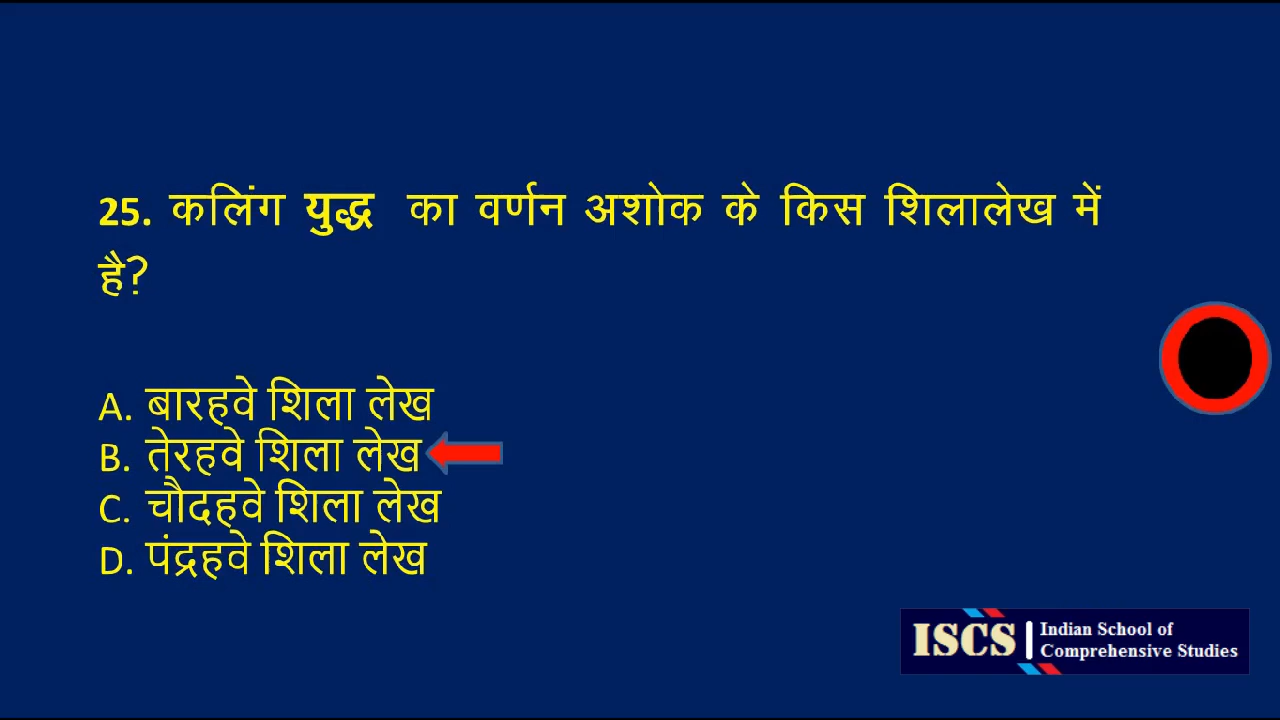 25. कलिंग युद्ध का वर्णन अशोक के किस शिलालेख में
है?
A. बारहवे शिला लेख
B. तेरहवे शिला लेख
C. चौदहवे शिला लेख
D. पंद्रहवे शिला लेख
ISCS
Indian School of
Comprehensive Studies